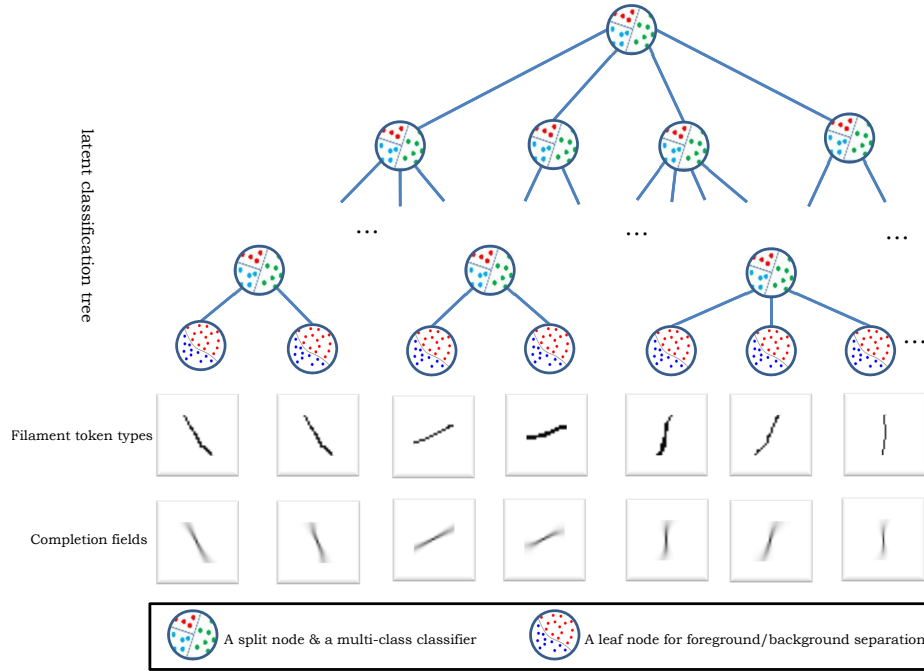 latent classification tree
...
...
...
...
Filament token types
Completion fields
A split node & a multi-class classifier
A leaf node for foreground/background separation